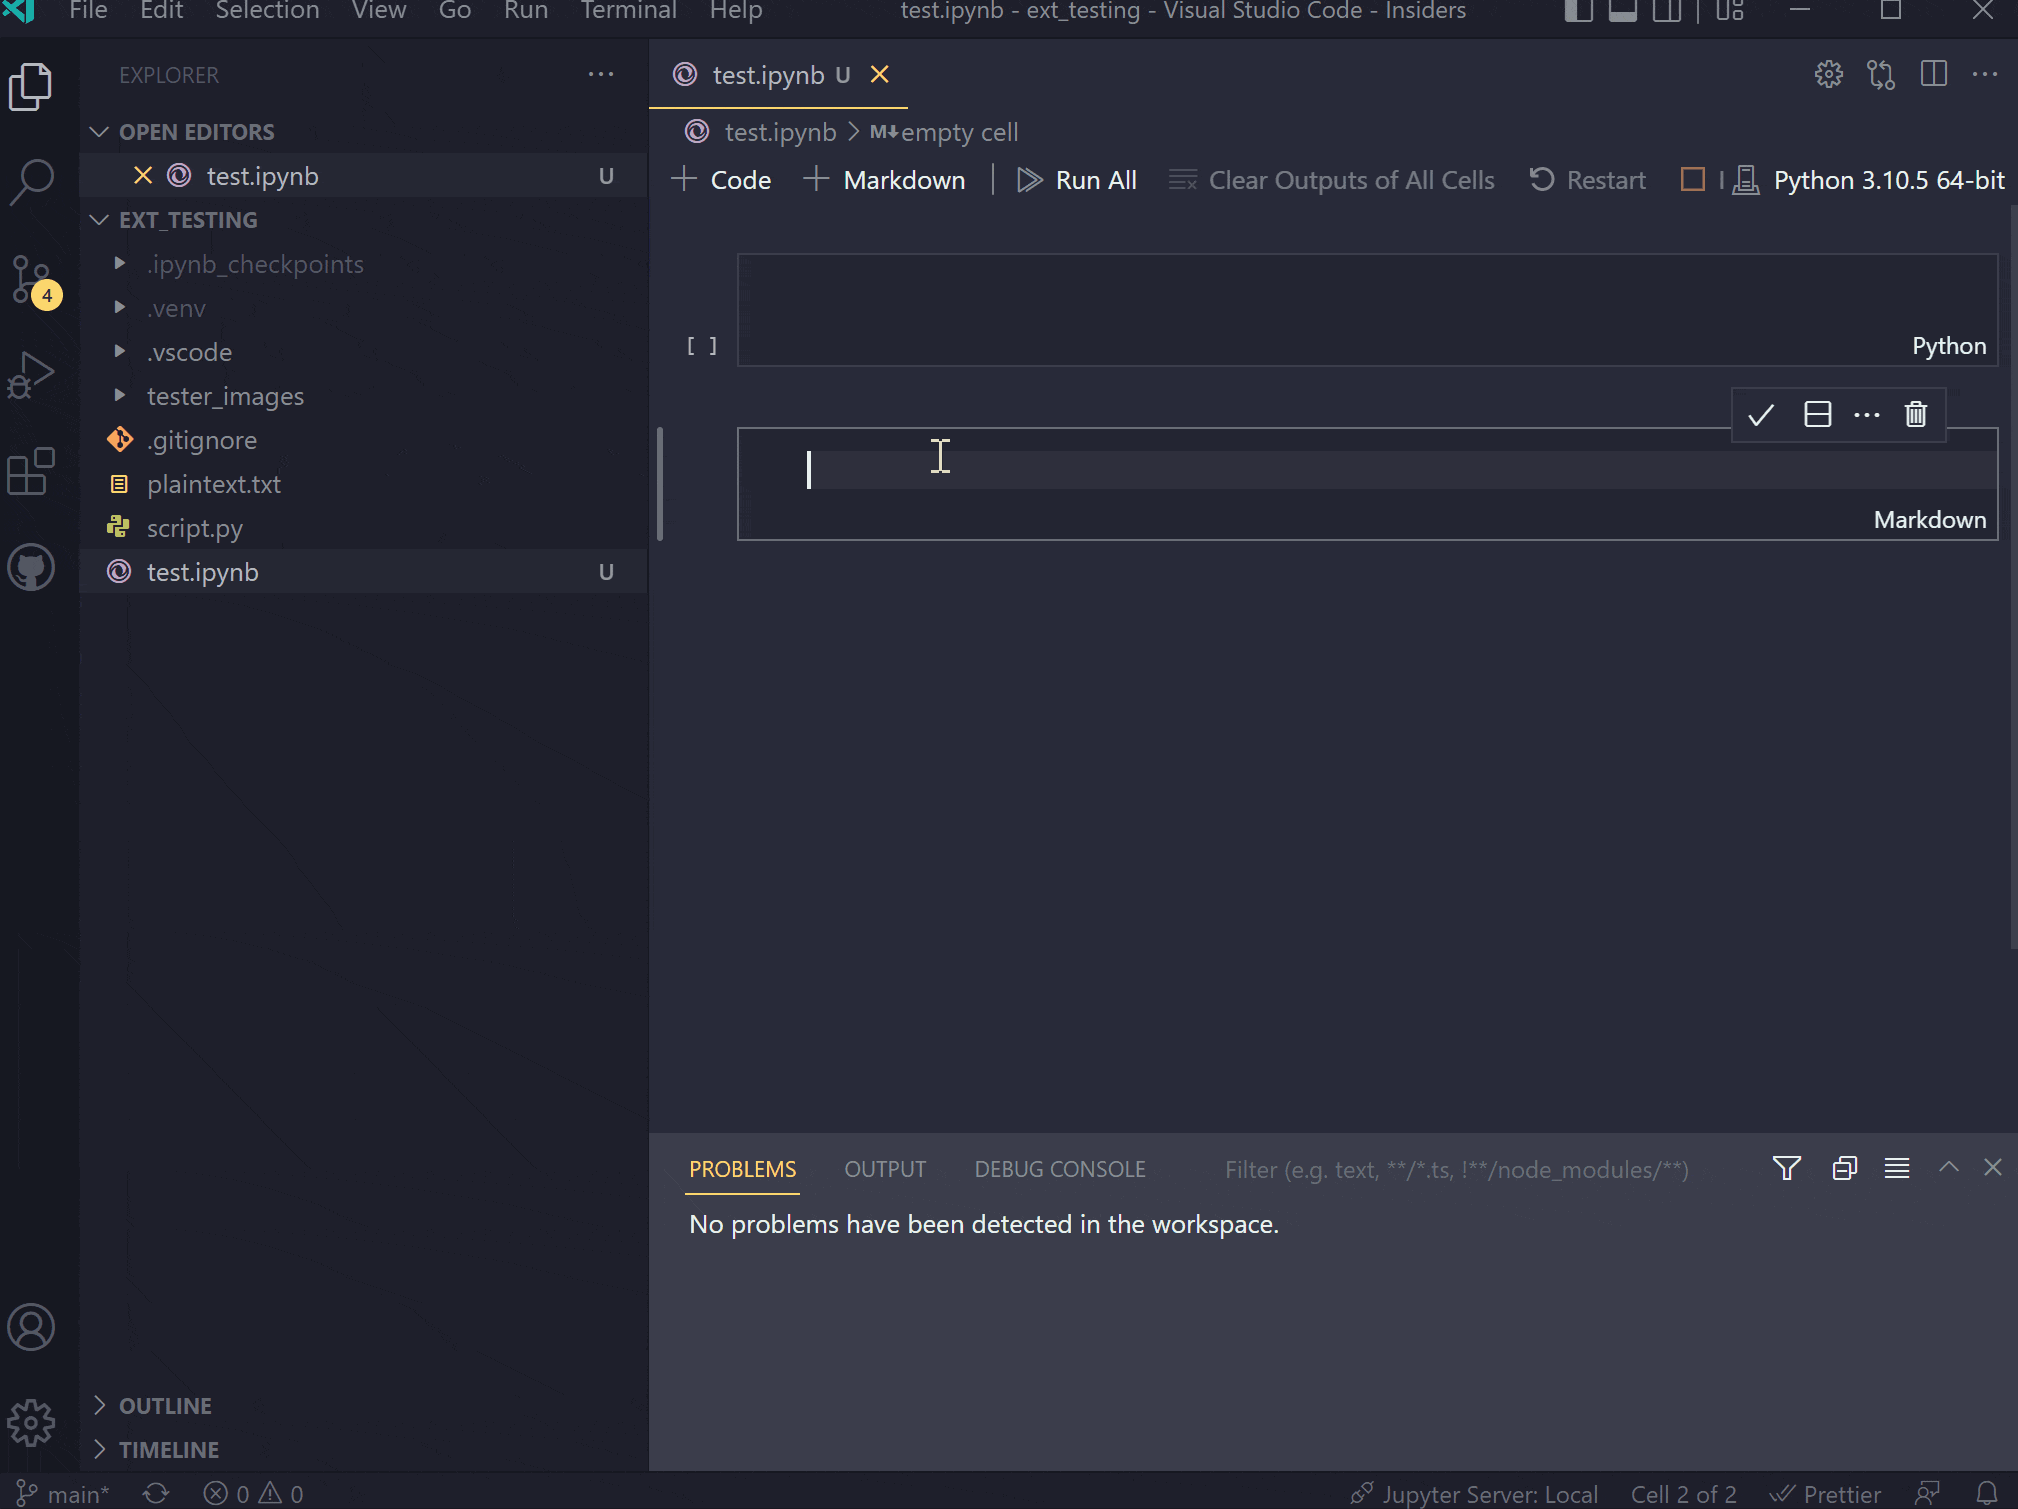 File Edit Selection View Go Run Terminal Help test.ipynb - ext_testing - Visual Studio Code - Insiders
EXPLORER
OPEN EDITORS
test.ipynb U
EXT_TESTING
.ipynb_checkpoints
.venv
.vscode
tester_images
.gitignore
plaintext.txt
script.py
test.ipynb U
OUTLINE
TIMELINE
4
test.ipynb U
test.ipynb > M↓ empty cell
+ Code + Markdown | Run All Clear Outputs of All Cells Restart | Python 3.10.5 64-bit
[ ]
Python
Markdown
PROBLEMS OUTPUT DEBUG CONSOLE Filter (e.g. text, **/*.ts, !**/node_modules/**)
No problems have been detected in the workspace.
main* 0 0 Jupyter Server: Local Cell 2 of 2 Prettier